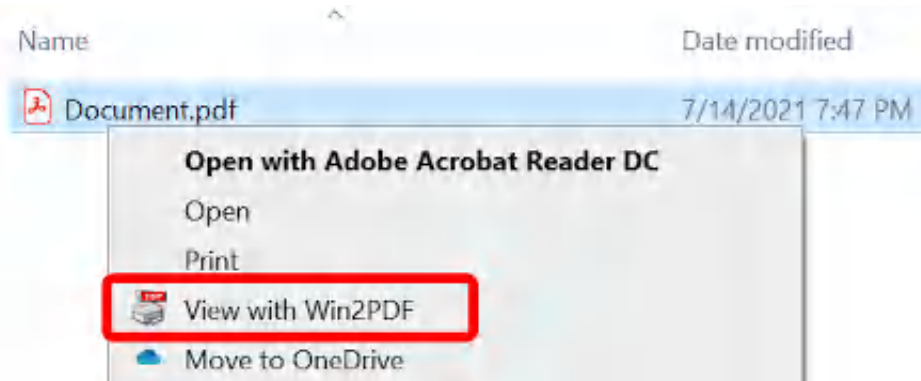 Name Date modified
Document.pdf 7/14/2021 7:47 PM
Open with Adobe Acrobat Reader DC
Open
Print
View with Win2PDF
Move to OneDrive